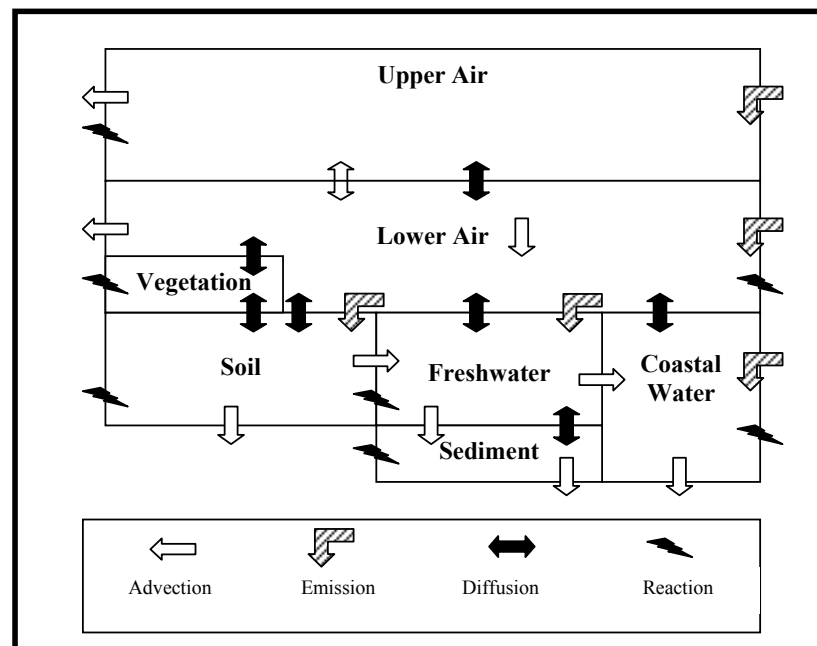 Upper Air
Lower Air
Vegetation
Soil
Freshwater
Coastal
Water
Sediment
Advection
Emission
Diffusion
Reaction